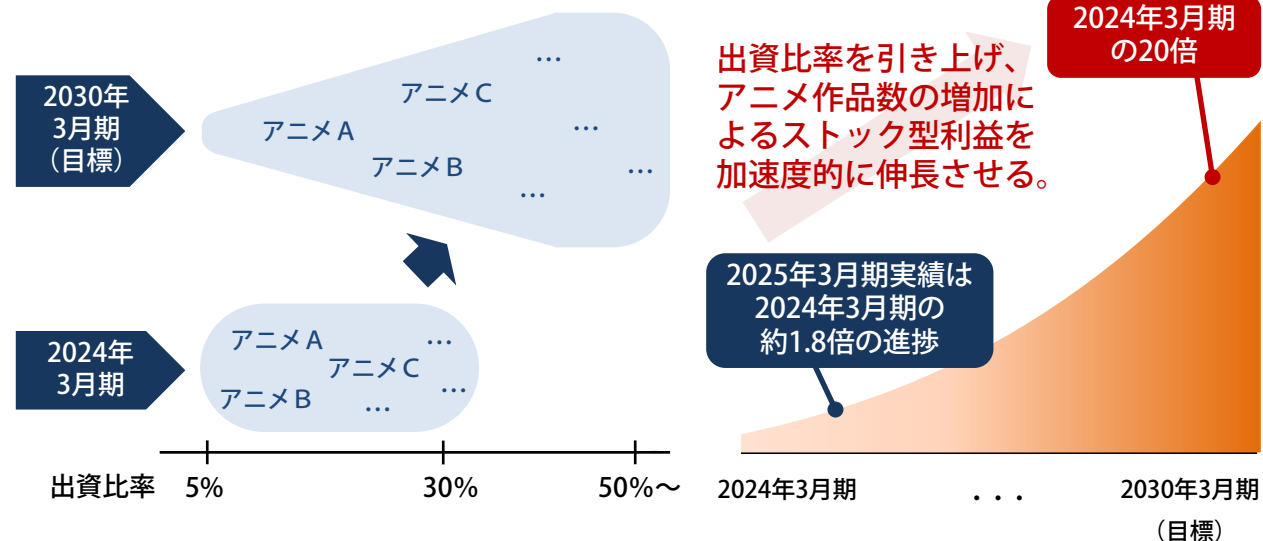 2030年
3月期
（目標）
アニメA
アニメC
アニメB
…
…
…
…
2024年
3月期
アニメA
アニメC
アニメB
…
…
…
出資比率
5%
30%
50%～
出資比率を引き上げ、
アニメ作品数の増加に
よるストック型利益を
加速度的に伸長させる。
2024年3月期
の20倍
2025年3月期実績は
2024年3月期の
約1.8倍の進捗
2024年3月期
. . .
2030年3月期
（目標）